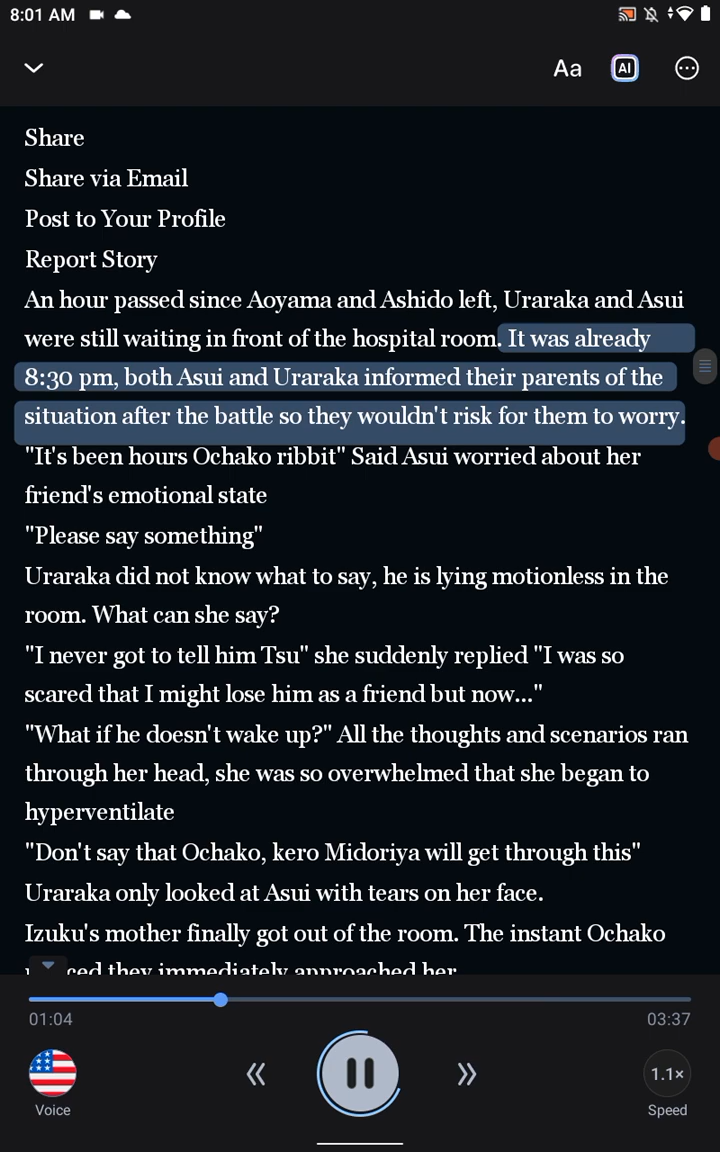 8:01 AM
Aa
AI
Share
Share via Email
Post to Your Profile
Report Story
An hour passed since Aoyama and Ashido left, Uraraka and Asui
were still waiting in front of the hospital room. It was already
8:30 pm, both Asui and Uraraka informed their parents of the
situation after the battle so they wouldn't risk for them to worry.
"It's been hours Ochako ribbit" Said Asui worried about her
friend's emotional state
"Please say something"
Uraraka did not know what to say, he is lying motionless in the
room. What can she say?
"I never got to tell him Tsu" she suddenly replied "I was so
scared that I might lose him as a friend but now..."
"What if he doesn't wake up?" All the thoughts and scenarios ran
through her head, she was so overwhelmed that she began to
hyperventilate
"Don't say that Ochako, kero Midoriya will get through this"
Uraraka only looked at Asui with tears on her face.
Izuku's mother finally got out of the room. The instant Ochako
they immediately approached her
01:04
03:37
1.1×
Voice
Speed